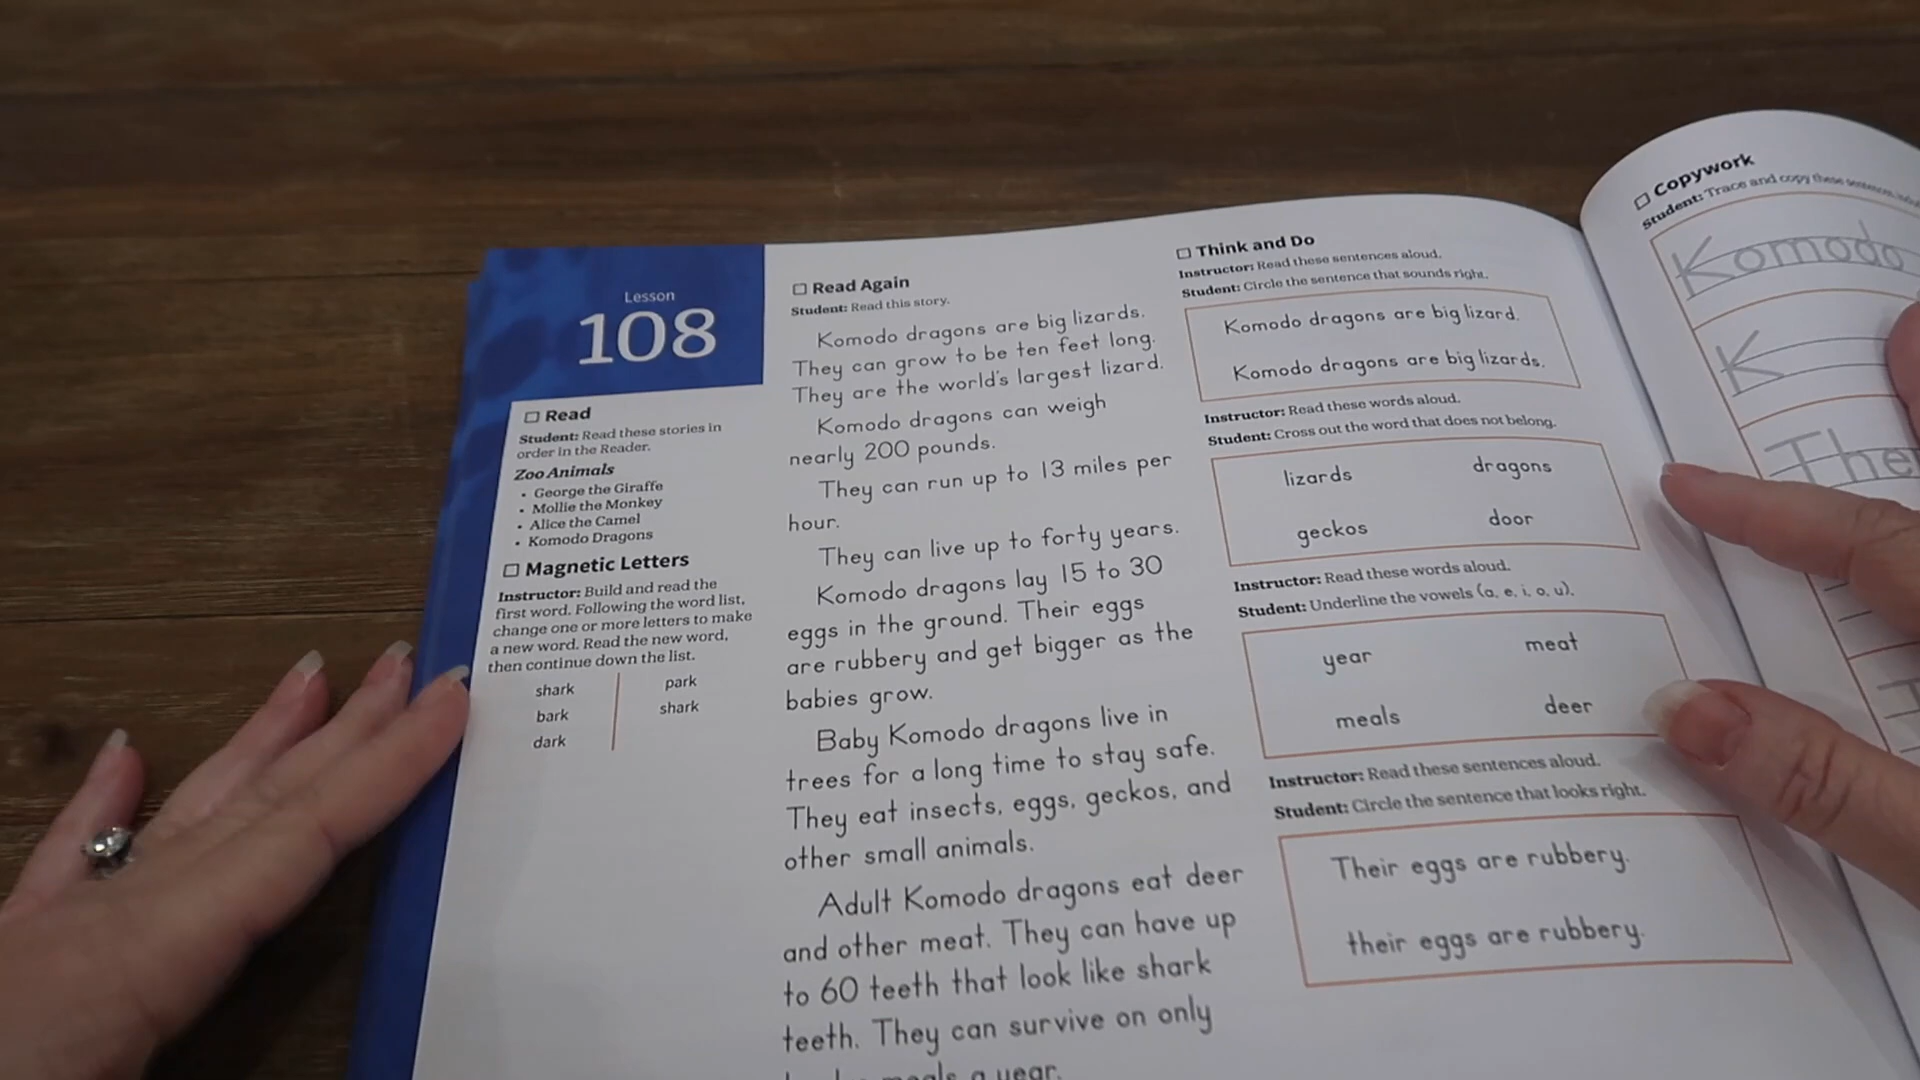 Lesson
108
☐ Read
Student: Read these stories in
order in the Reader.
Zoo Animals
• George the Giraffe
• Mollie the Monkey
• Alice the Camel
• Komodo Dragons
☐ Magnetic Letters
Instructor: Build and read the
first word. Following the word list,
change one or more letters to make
a new word. Read the new word,
then continue down the list.
shark
bark
dark
park
shark
☐ Read Again
Student: Read this story.
Komodo dragons are big lizards.
They can grow to be ten feet long.
They are the world's largest lizard.
Komodo dragons can weigh
nearly 200 pounds.
They can run up to 13 miles per
hour.
They can live up to forty years.
Komodo dragons lay 15 to 30
eggs in the ground. Their eggs
are rubbery and get bigger as the
babies grow.
Baby Komodo dragons live in
trees for a long time to stay safe.
They eat insects, eggs, geckos, and
other small animals.
Adult Komodo dragons eat deer
and other meat. They can have up
to 60 teeth that look like shark
teeth. They can survive on only
meals a year.
☐ Think and Do
Instructor: Read these sentences aloud.
Student: Circle the sentence that sounds right.
Komodo dragons are big lizard.
Komodo dragons are big lizards.
Instructor: Read these words aloud.
Student: Cross out the word that does not belong.
lizards dragons
geckos door
Instructor: Read these words aloud.
Student: Underline the vowels (a, e, i, o, u).
year meat
meals deer
Instructor: Read these sentences aloud.
Student: Circle the sentence that looks right.
Their eggs are rubbery.
their eggs are rubbery.
☐ Copywork
Student: Trace and copy these sentences
Komodo
K
The